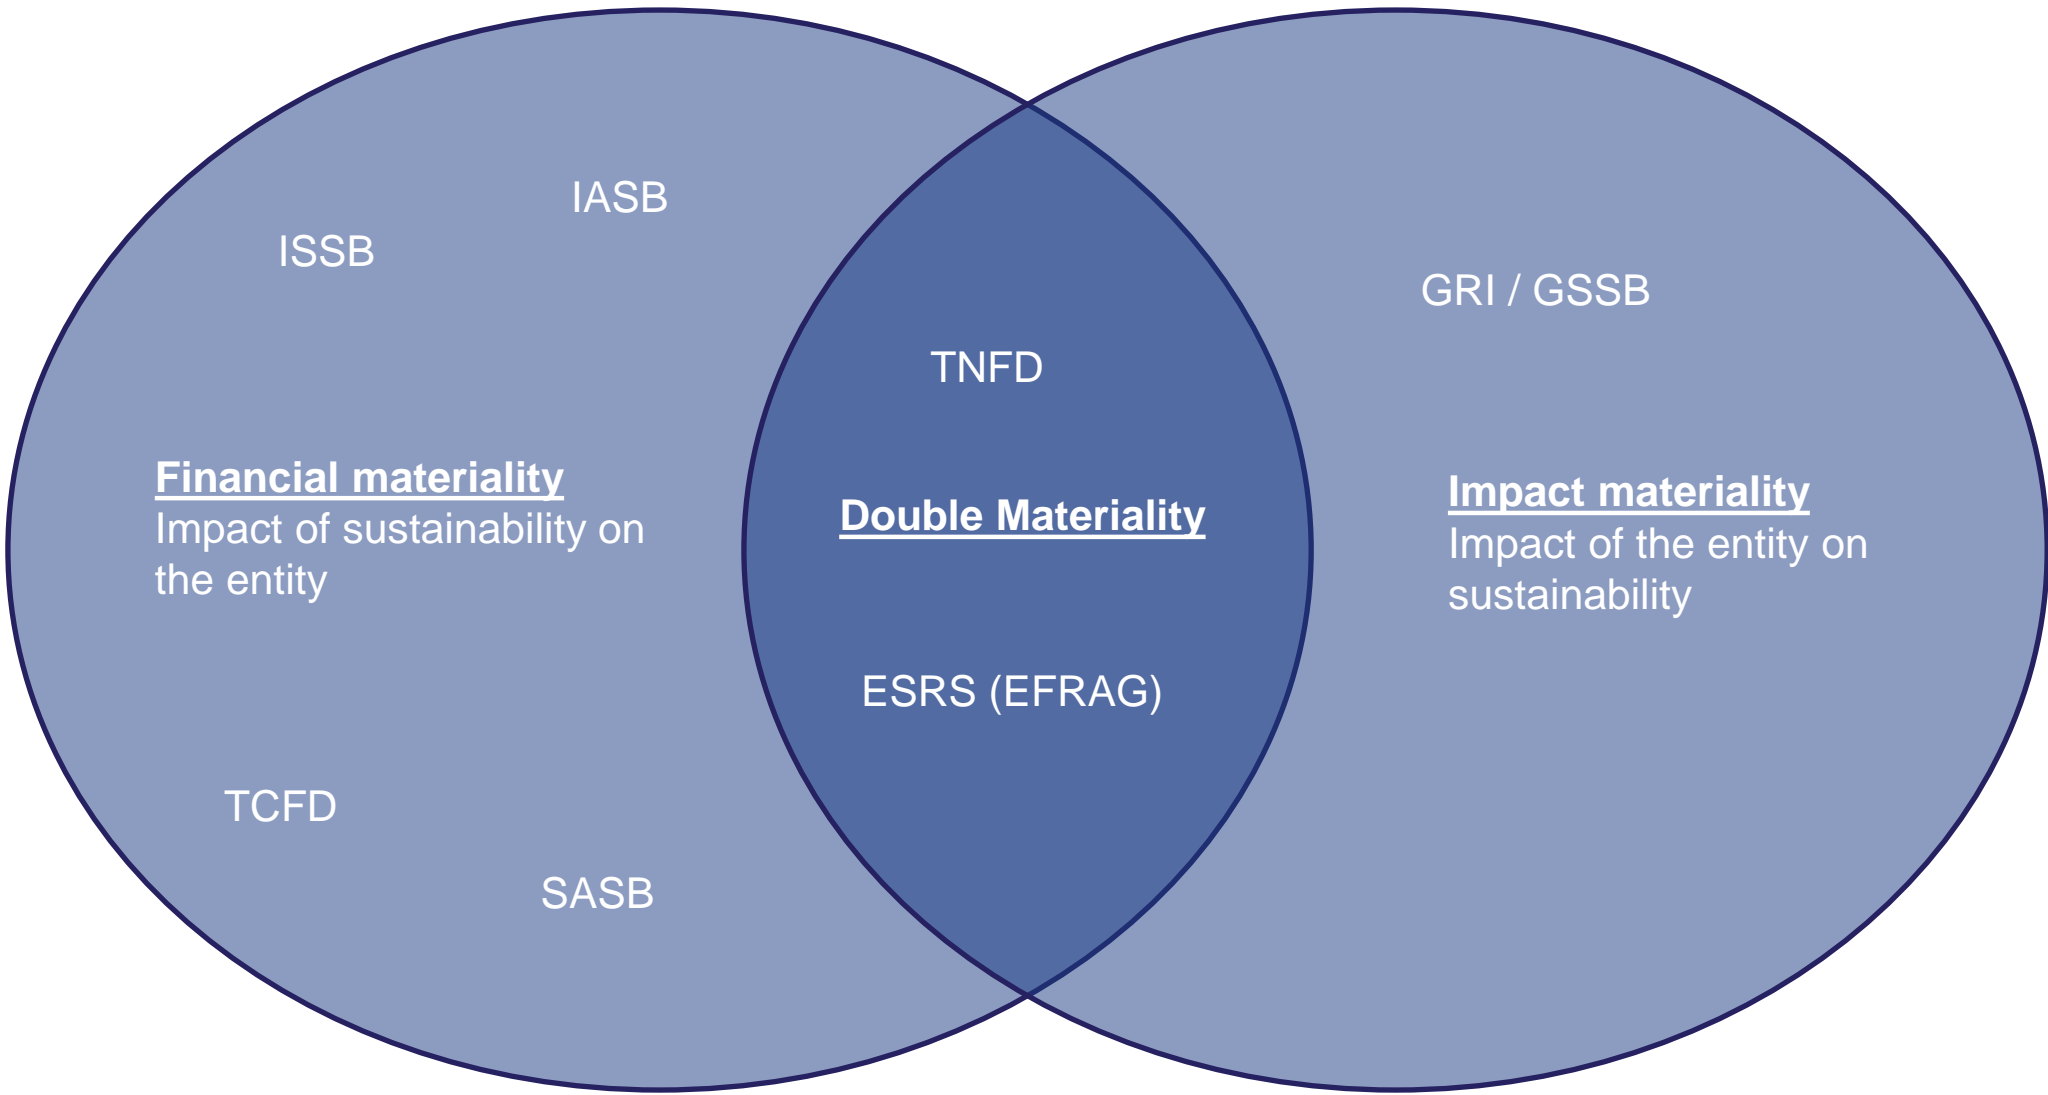 IASB
ISSB
Financial materiality
Impact of sustainability on
the entity
TCFD
SASB
TNFD
Double Materiality
ESRS (EFRAG)
GRI / GSSB
Impact materiality
Impact of the entity on
sustainability